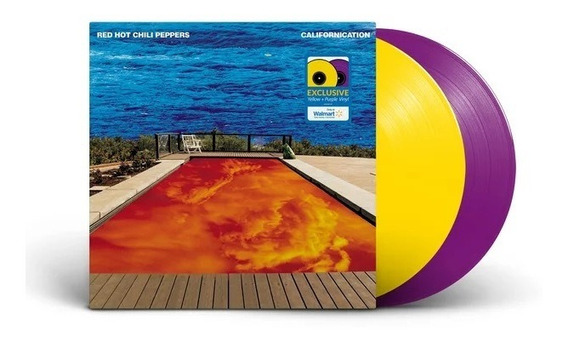 RED HOT CHILI PEPPERS
CALIFORNICATION
EXCLUSIVE
Yellow + Purple Vinyl
Walmart